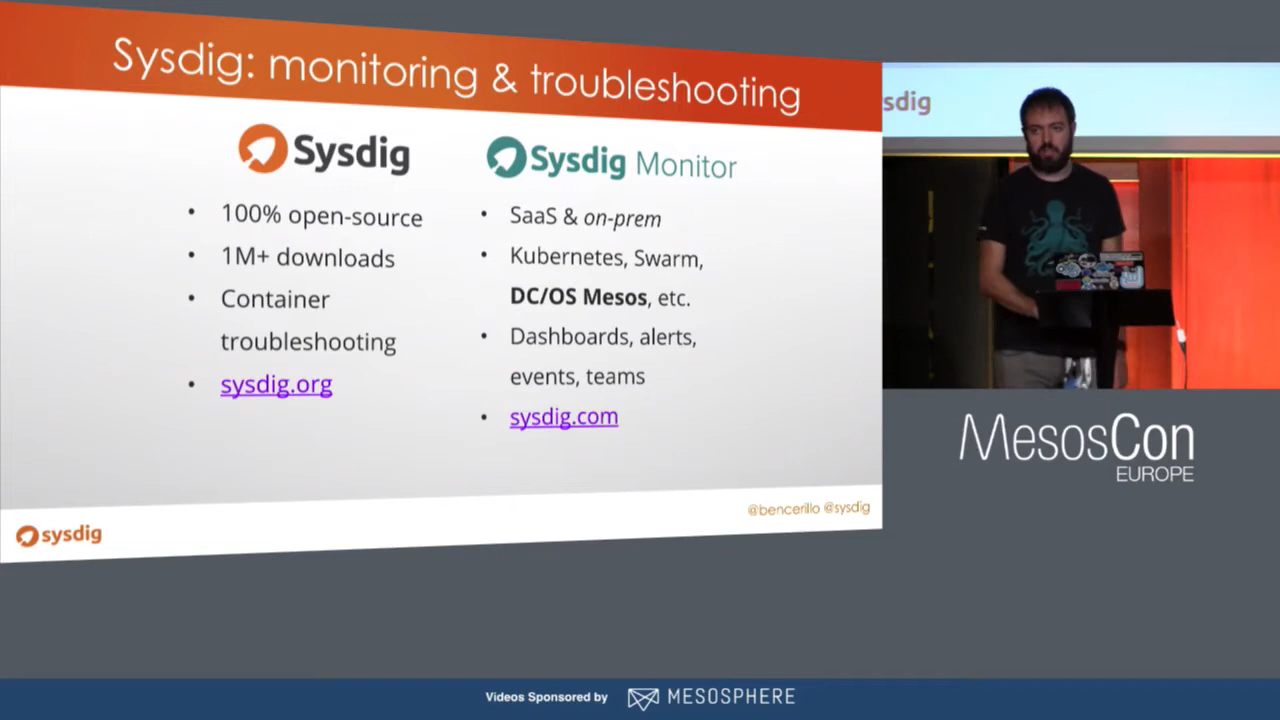 Sysdig: monitoring & troubleshooting
Sysdig
• 100% open-source
• 1M+ downloads
• Container
troubleshooting
• sysdig.org
Sysdig Monitor
• SaaS & on-prem
• Kubernetes, Swarm,
DC/OS Mesos, etc.
• Dashboards, alerts,
events, teams
• sysdig.com
@bencerillo @sysdig
sysdig
sdig
MesosCon
EUROPE
Videos Sponsored by MESOSPHERE